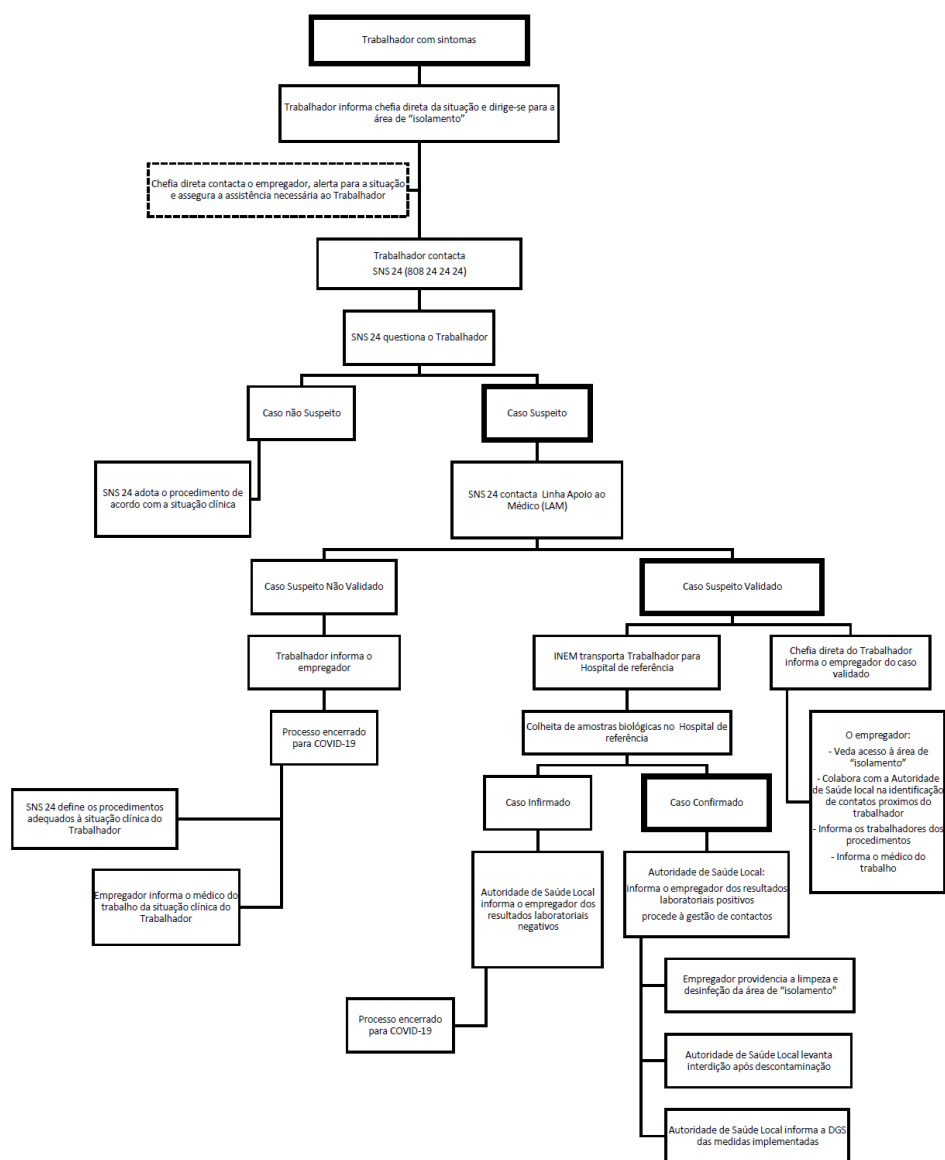 Trabalhador com sintomas
Trabalhador informa chefia direta da situação e dirige-se para a
área de “isolamento”
Chefia direta contacta o empregador, alerta para a situação
e assegura a assistência necessária ao Trabalhador
Trabalhador contacta
SNS 24 (808 24 24 24)
SNS 24 questiona o Trabalhador
Caso não Suspeito
Caso Suspeito
SNS 24 adota o procedimento de
acordo com a situação clínica
SNS 24 contacta Linha Apoio ao
Médico (LAM)
Caso Suspeito Não Validado
Caso Suspeito Validado
Trabalhador informa o
empregador
INEM transporta Trabalhador para
Hospital de referência
Chefia direta do Trabalhador
informa o empregador do caso
validado
Processo encerrado
para COVID-19
Colheita de amostras biológicas no Hospital de
referência
O empregador:
- Veda acesso à área de
“isolamento”
- Colabora com a Autoridade
de Saúde local na identificação
de contatos proximos do
trabalhador
- Informa os trabalhadores dos
procedimentos
- Informa o médico do
trabalho
SNS 24 define os procedimentos
adequados à situação clínica do
Trabalhador
Caso Infirmado
Caso Confirmado
Empregador informa o médico do
trabalho da situação clínica do
Trabalhador
Autoridade de Saúde Local
informa o empregador dos
resultados laboratoriais
negativos
Autoridade de Saúde Local:
informa o empregador dos resultados
laboratoriais positivos
procede à gestão de contactos
Processo encerrado
para COVID-19
Empregador providencia a limpeza e
desinfeção da área de “isolamento"
Autoridade de Saúde Local levanta
interdição após descontaminação
Autoridade de Saúde Local informa a DGS
das medidas implementadas